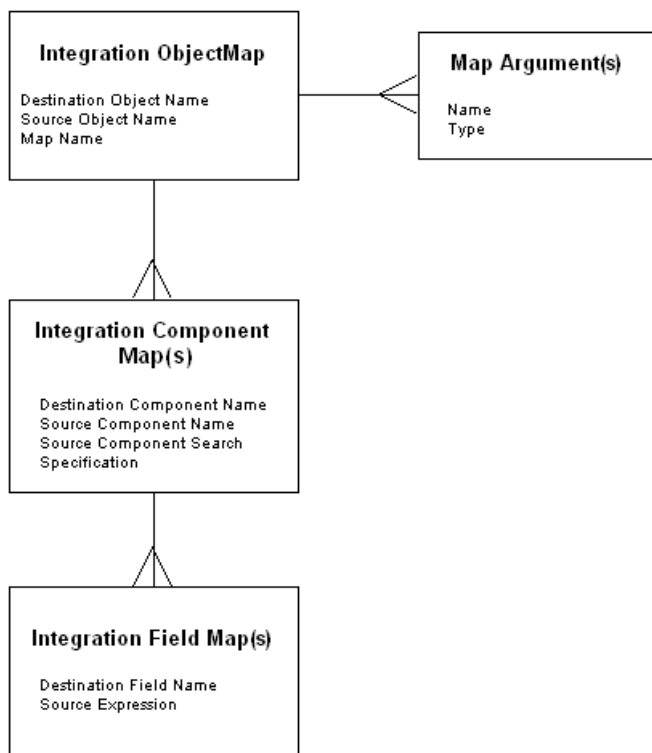 Integration ObjectMap
Destination Object Name
Source Object Name
Map Name
Map Argument(s)
Name
Type
Integration Component
Map(s)
Destination Component Name
Source Component Name
Source Component Search
Specification
Integration Field Map(s)
Destination Field Name
Source Expression